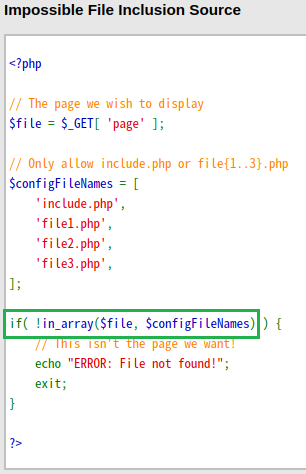 Impossible File Inclusion Source
<?php
// The page we wish to display
$file = $_GET[ 'page' ];
// Only allow include.php or file{1..3}.php
$configFileNames = [
    'include.php',
    'file1.php',
    'file2.php',
    'file3.php',
];
if( !in_array($file, $configFileNames) ) {
    // This isn't the page we want!
    echo "ERROR: File not found!";
    exit;
}
?>